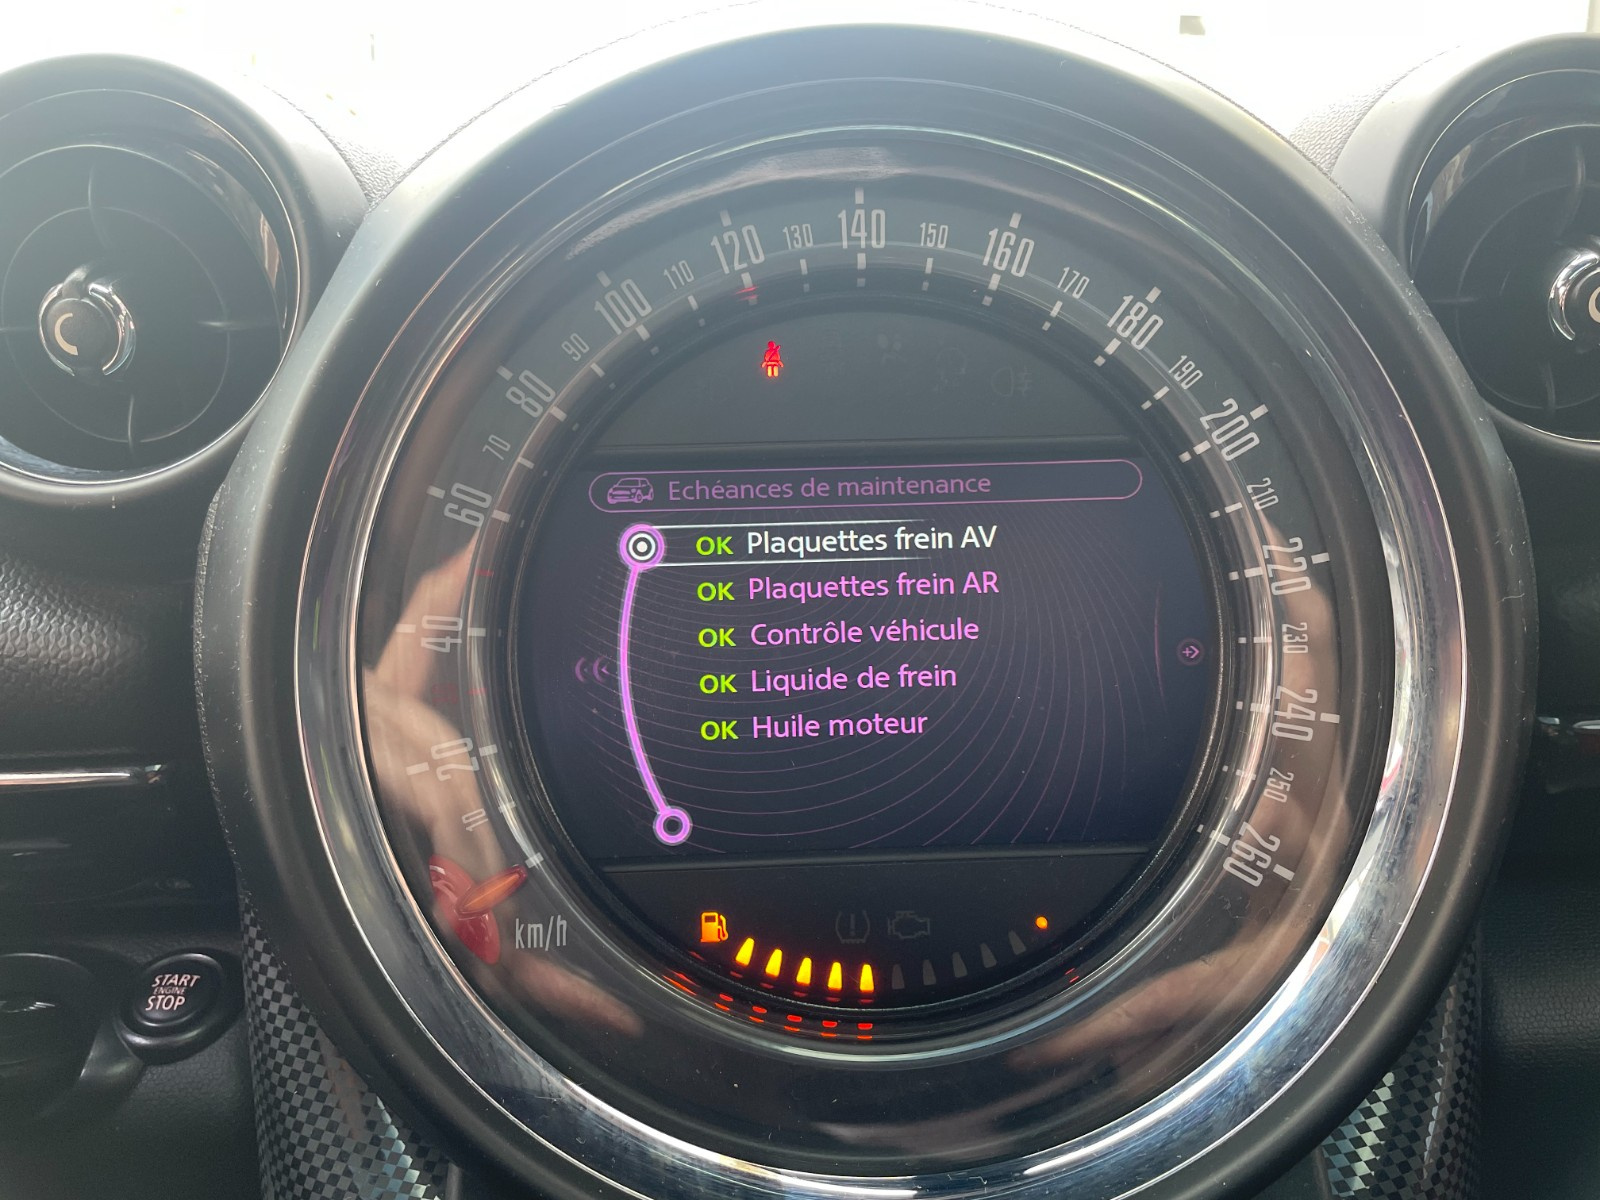 10
20
40
60
70
80
90
100
110
120
130
140
150
160
170
180
190
200
210
220
230
240
250
260
km/h
Echéances de maintenance
OK Plaquettes frein AV
OK Plaquettes frein AR
OK Contrôle véhicule
OK Liquide de frein
OK Huile moteur
START
ENGINE
STOP